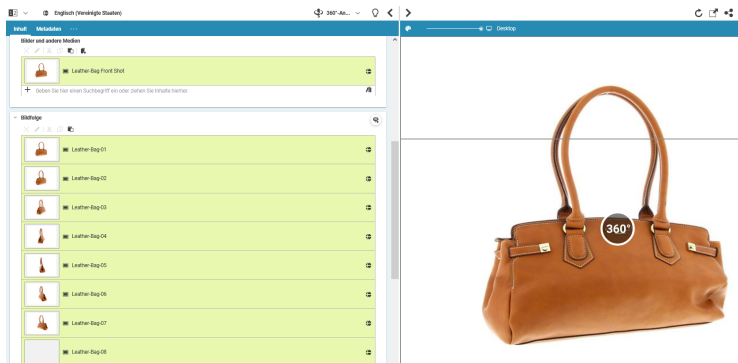 Englisch (Vereinigte Staaten)
360°-An...
Inhalt Metadaten ...
Desktop
Bilder und andere Medien
Leather-Bag Front Shot
Geben Sie hier einen Suchbegriff ein oder ziehen Sie Inhalte hierher.
Bildfolge
Leather-Bag-01
Leather-Bag-02
Leather-Bag-03
Leather-Bag-04
Leather-Bag-05
Leather-Bag-06
Leather-Bag-07
Leather-Bag-08
360°